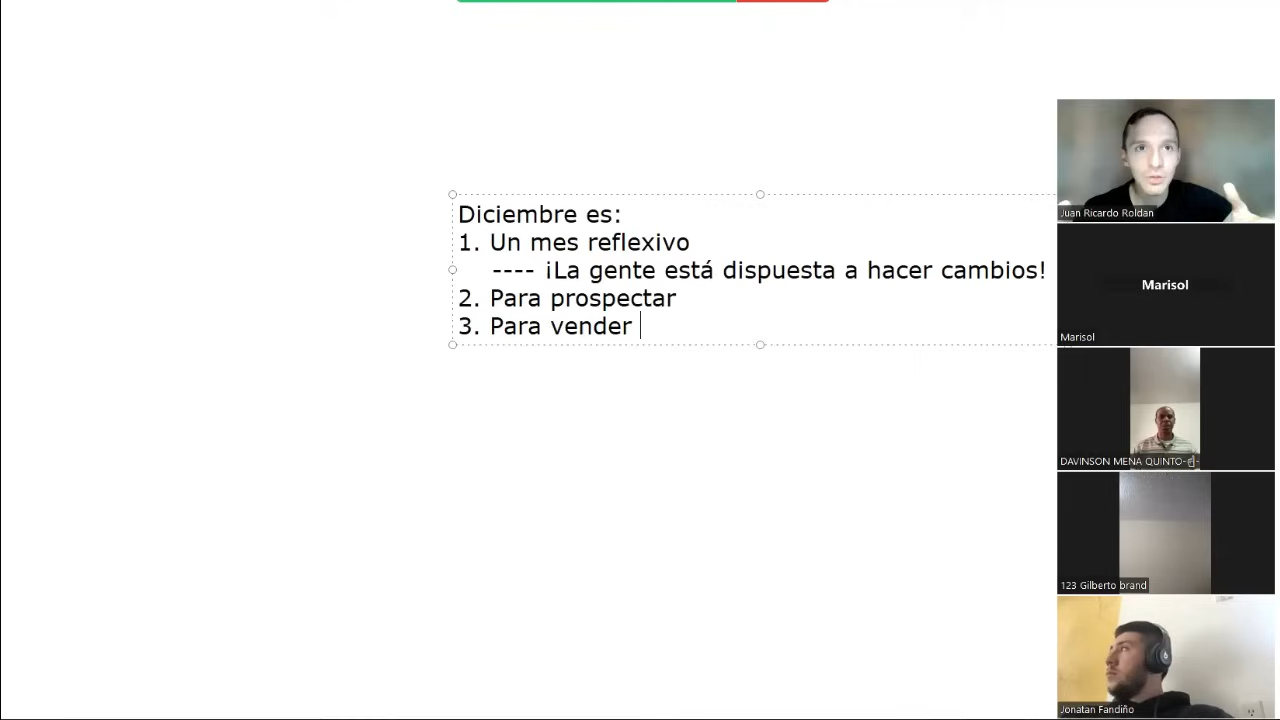 Diciembre es:
1. Un mes reflexivo
---- ¡La gente está dispuesta a hacer cambios!
2. Para prospectar
3. Para vender
Juan Ricardo Roldan
Marisol
Marisol
DAVINSON MENA QUINTO-
123 Gilberto brand
Jonatan Fandiño